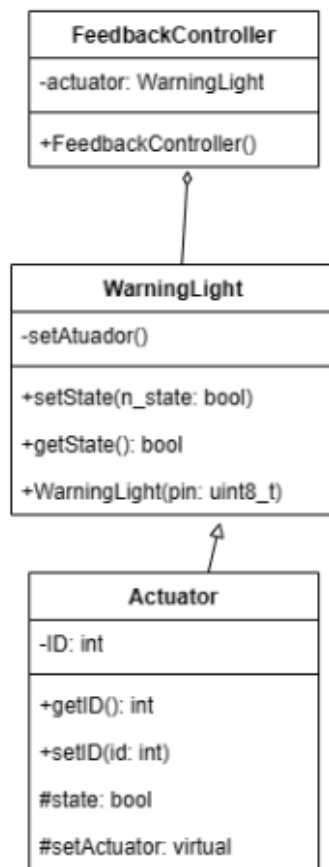 FeedbackController
-actuator: WarningLight
+FeedbackController()
WarningLight
-setAtuador()
+setState(n_state: bool)
+getState(): bool
+WarningLight(pin: uint8_t)
Actuator
-ID: int
+getID(): int
+setID(id: int)
#state: bool
#setActuator: virtual